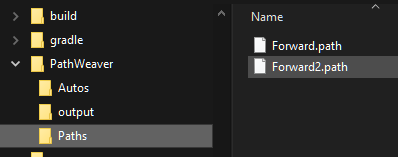 build
gradle
PathWeaver
Autos
output
Paths
Name
Forward.path
Forward2.path